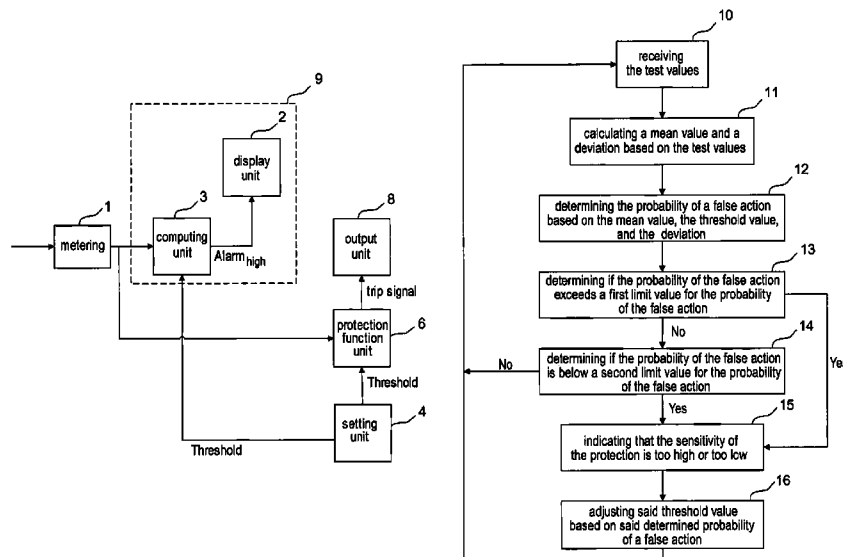 9
2
display
unit
8
1
3
metering
computing
unit
Alarm high
output
unit
trip signal
protection
function
unit
6
Threshold
setting
unit
4
Threshold
10
receiving
the test values
11
calculating a mean value and a
deviation based on the test values
12
determining the probability of a false action
based on the mean value, the threshold value,
and the deviation
13
determining if the probability of the false action
exceeds a first limit value for the probability
of the false action
No
14
determining if the probability of the false action
is below a second limit value for the probability
of the false action
No
Yes
Yes
15
indicating that the sensitivity of
the protection is too high or too low
16
adjusting said threshold value
based on said determined probability
of a false action